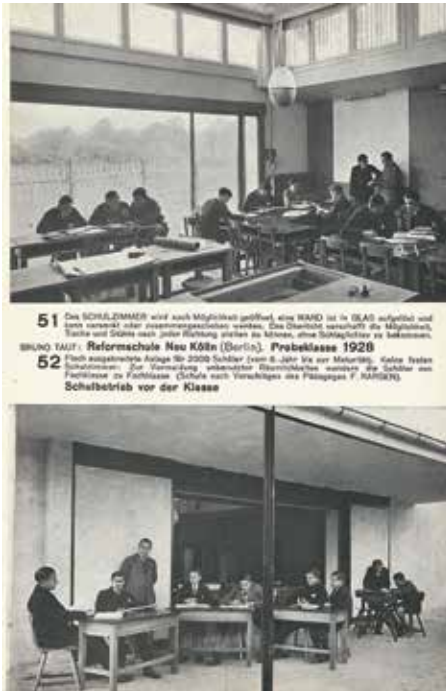 51 Das SCHULZIMMER wird nach Möglichkeit geöffnet, eine WAND ist in GLAS aufgelöst und
kann versenkt oder zusammengeschoben werden. Das Oberlicht verschafft die Möglichkeit,
Tische und Stühle nach jeder Richtung stellen zu können, ohne Schlaglichter zu bekommen.
BRUNO TAUT: Reformschule Neu Kölln (Berlin). Probeklasse 1928
52 Flach ausgebreitete Anlage für 2000 Schüler (vom 6. Jahr bis zur Maturität). Keine festen
Schulzimmer: Zur Vermeidung unbenutzter Räumlichkeiten wandern die Schüler von
Fachklasse zu Fachklasse (Schule nach Vorschlägen des Pädagogen F. KARSEN).
Schulbetrieb vor der Klasse